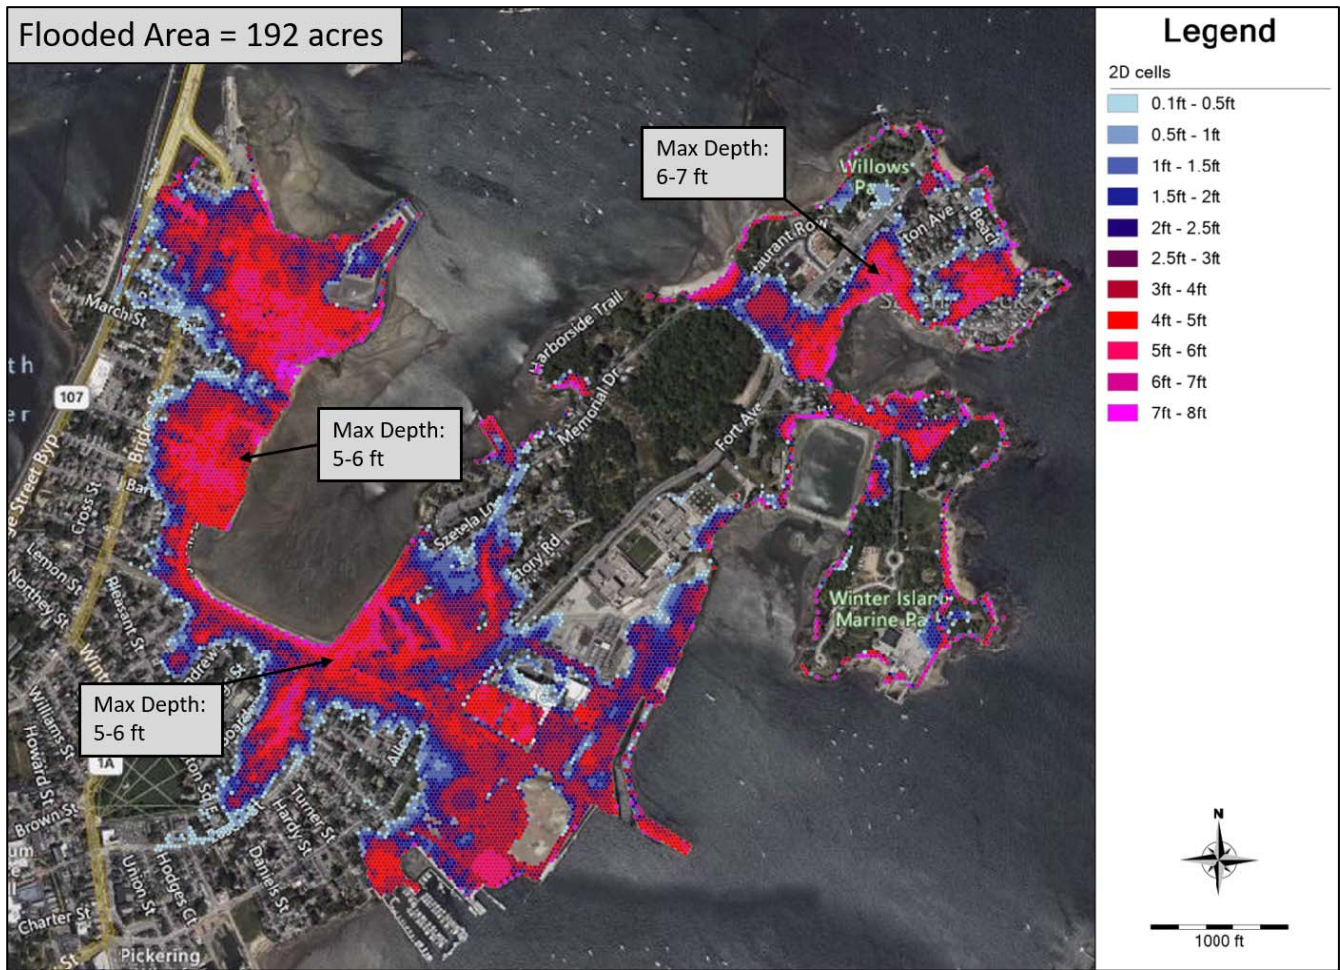 Flooded Area = 192 acres
Legend
2D cells
0.1ft - 0.5ft
0.5ft - 1ft
1ft - 1.5ft
1.5ft - 2ft
2ft - 2.5ft
2.5ft - 3ft
3ft - 4ft
4ft - 5ft
5ft - 6ft
6ft - 7ft
7ft - 8ft
Max Depth:
6-7 ft
Willows
ton Ave
Beach
Harborside Trail
March St
107
Max Depth:
5-6 ft
Memorial Dr
Fort Ave
Cross St
Szetela Ln
Lemon St
Northey St
Pleasant St
Winter Island
Marine Pa
Max Depth:
5-6 ft
Williams St
Howard St
1A
Brown St
Turner St
Hardy St
Daniels St
Union St
Hodges Ct
Charter St
Pickering
N
1000 ft